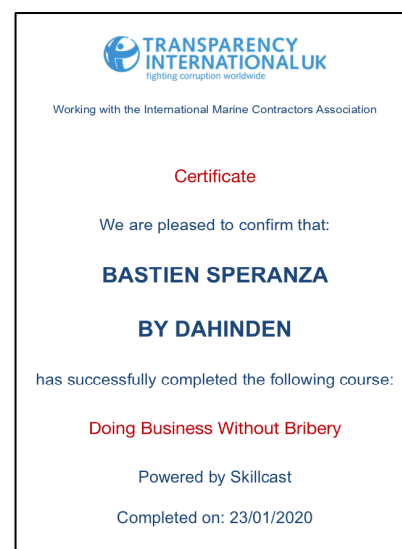 TRANSPARENCY
INTERNATIONAL UK
fighting corruption worldwide
Working with the International Marine Contractors Association
Certificate
We are pleased to confirm that:
BASTIEN SPERANZA
BY DAHINDEN
has successfully completed the following course:
Doing Business Without Bribery
Powered by Skillcast
Completed on: 23/01/2020